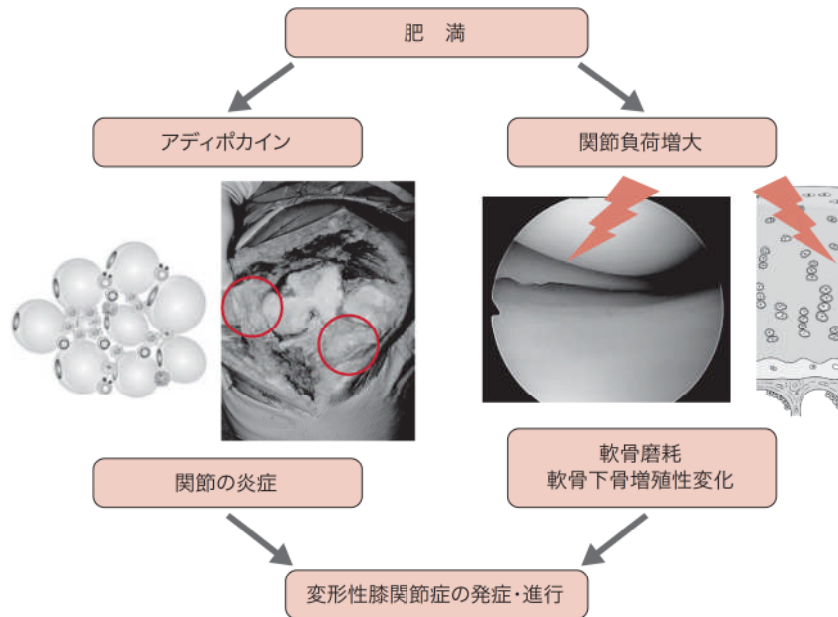 肥　満
アディポカイン
関節負荷増大
関節の炎症
軟骨磨耗
軟骨下骨増殖性変化
変形性膝関節症の発症・進行